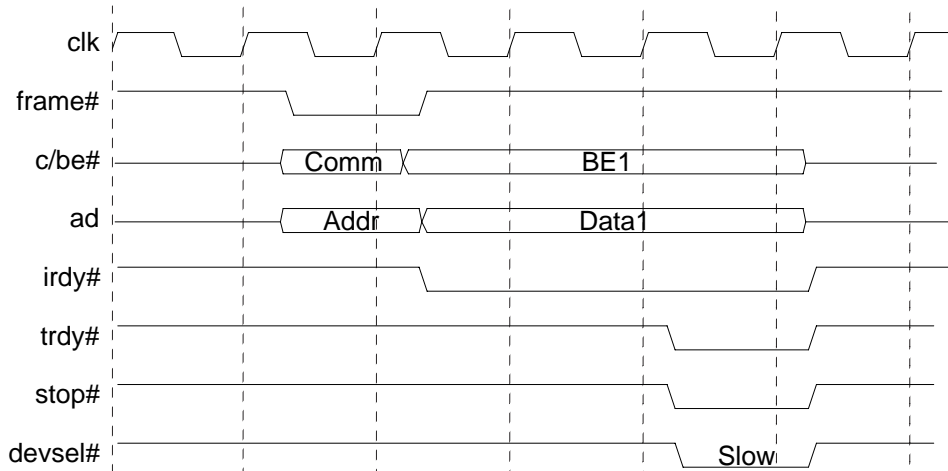 clk
frame#
c/be# Comm BE1
ad Addr Data1
irdy#
trdy#
stop#
devsel# Slow